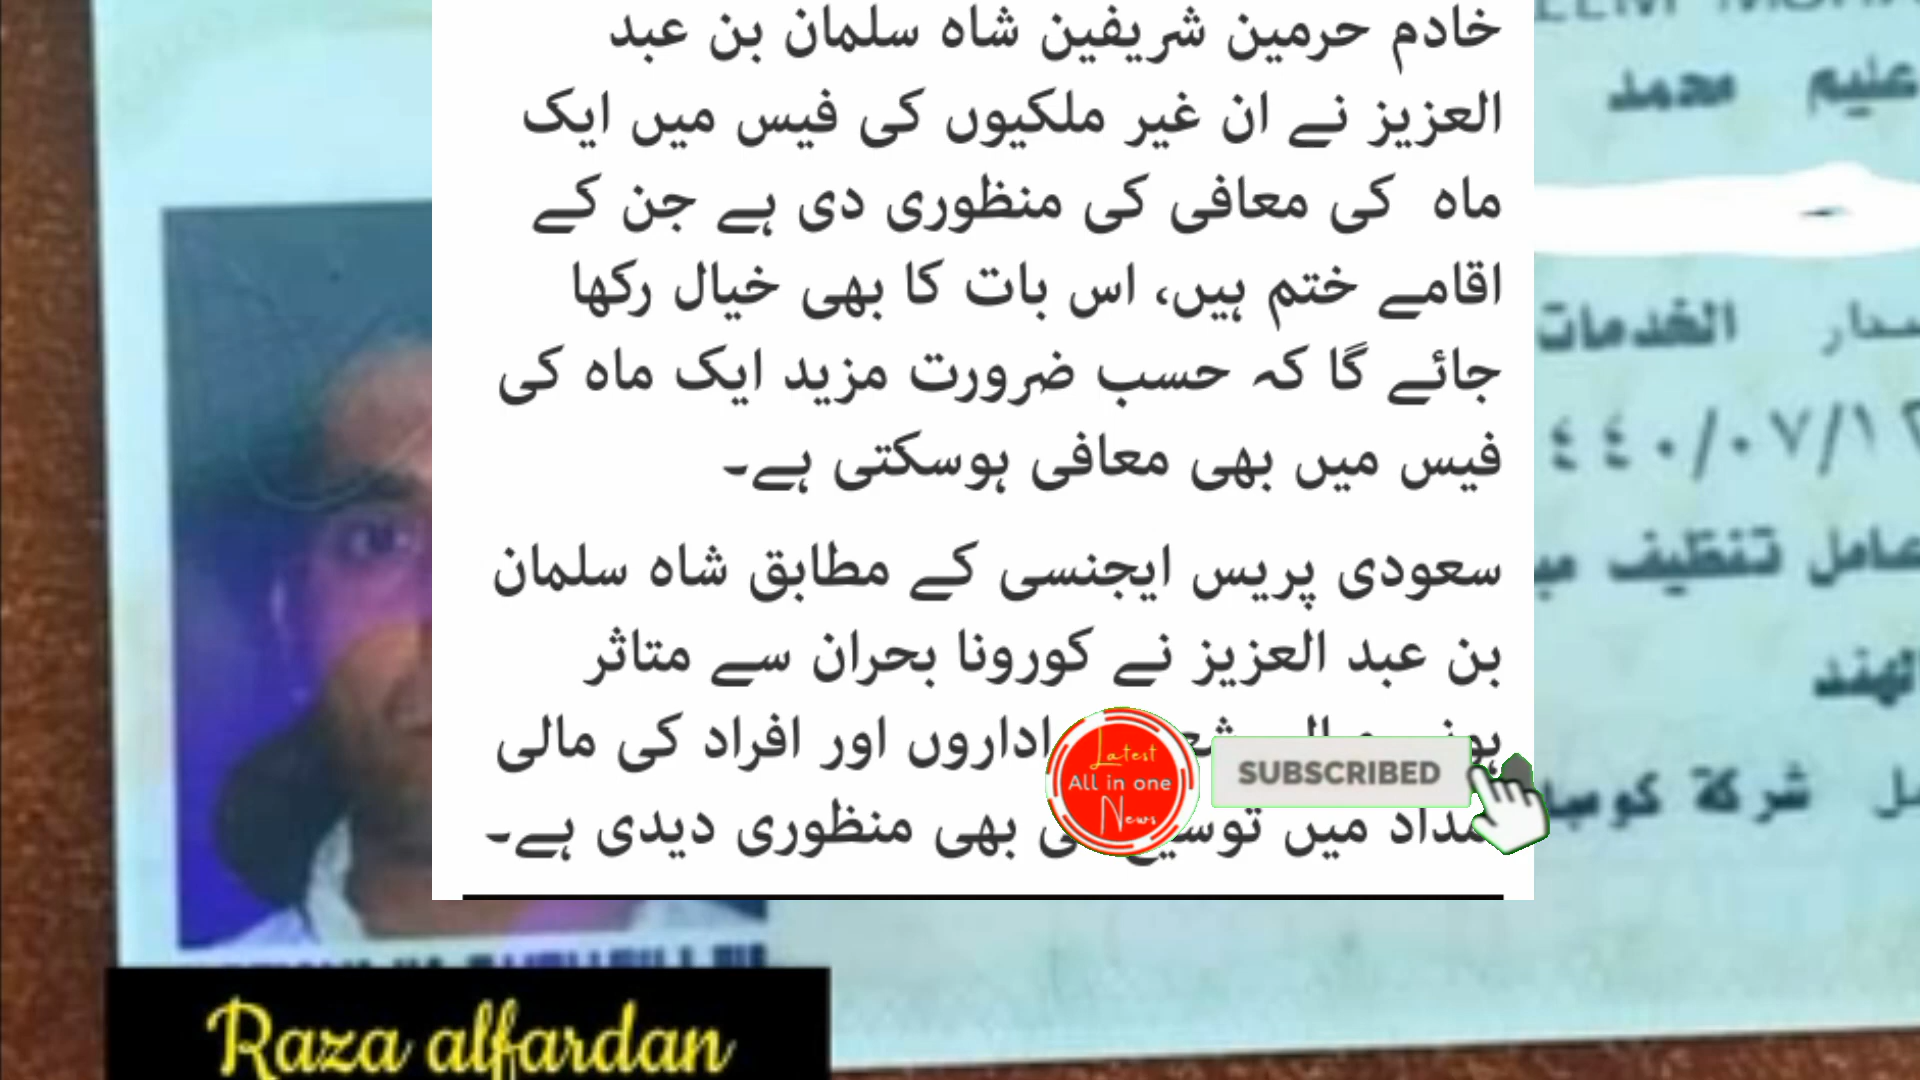 خادم حرمین شریفین شاہ سلمان بن عبد
العزیز نے ان غیر ملکیوں کی فیس میں ایک
ماہ کی معافی کی منظوری دی ہے جن کے
اقامے ختم ہیں، اس بات کا بھی خیال رکھا
جائے گا کہ حسب ضرورت مزید ایک ماہ کی
فیس میں بھی معافی ہوسکتی ہے۔
سعودی پریس ایجنسی کے مطابق شاہ سلمان
بن عبد العزیز نے کورونا بحران سے متاثر
اداروں اور افراد کی مالی
میں بھی منظوری دیدی ہے۔
Latest
All in one
News
SUBSCRIBED
محمد
الخدمات
٤٤٠/٠٧/١
عامل تنظيف
الهند
شركة
Raza alfardan